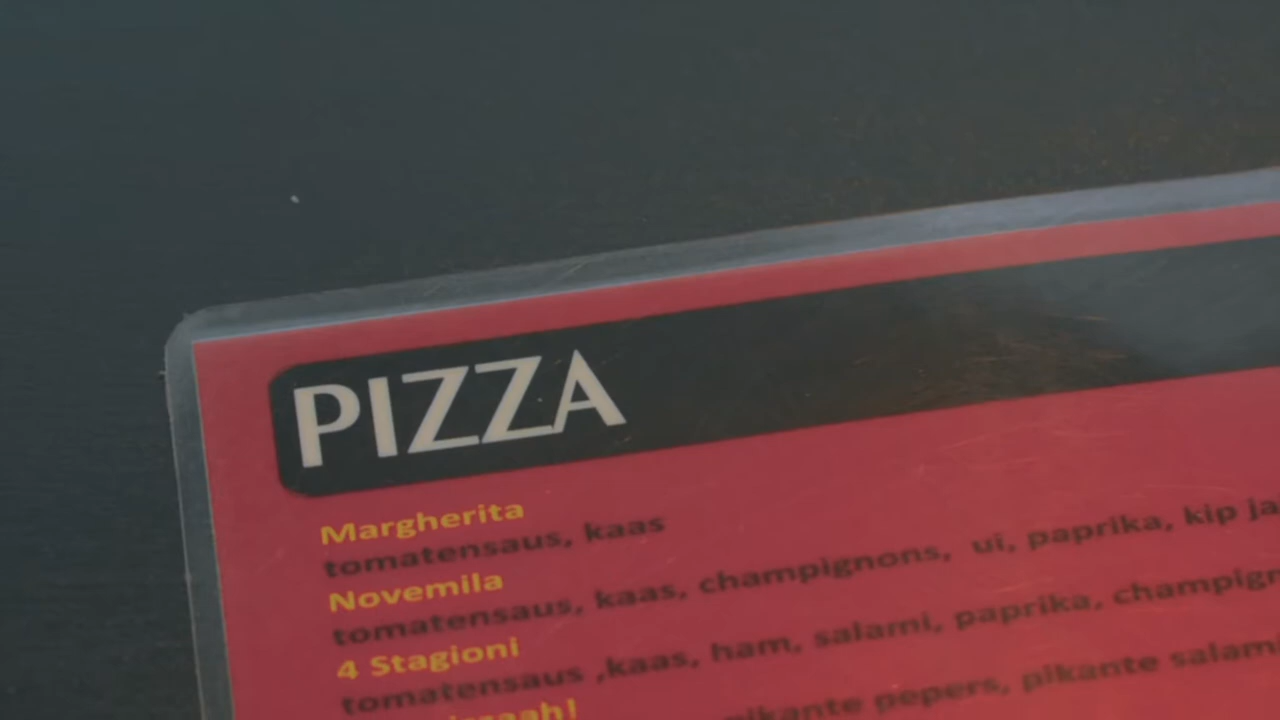 PIZZA
Margherita
tomatensaus, kaas
Novemila
tomatensaus, kaas, champignons, ui, paprika, kip
4 Stagioni
tomatensaus ,kaas, ham, salami, paprika,
pikante pepers, pikante